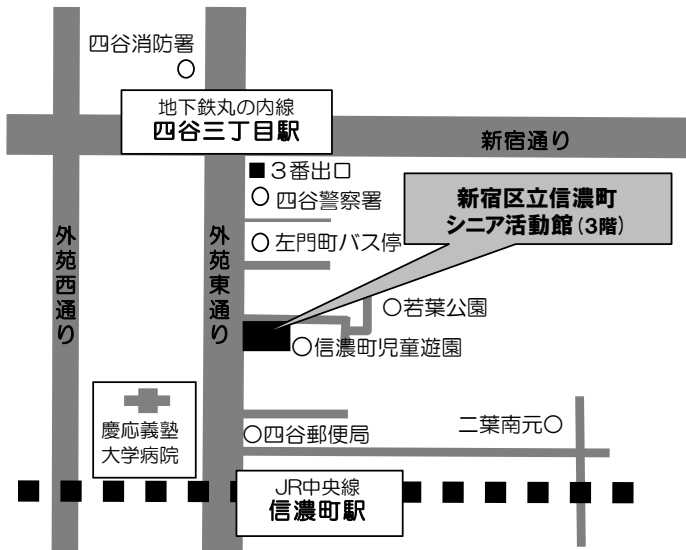 四谷消防署
地下鉄丸の内線
四谷三丁目駅
新宿通り
■3番出口
四谷警察署
新宿区立信濃町
シニア活動館(3階)
左門町バス停
外苑西通り
外苑東通り
若葉公園
信濃町児童遊園
慶応義塾
大学病院
四谷郵便局
二葉南元
JR中央線
信濃町駅